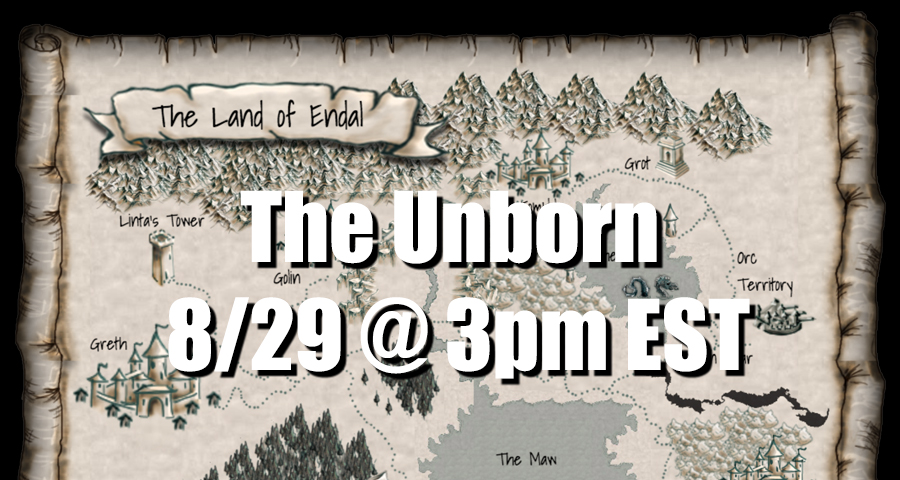 The Land of Endal
Grot
Linta's Tower
The Unborn
Orc
Territory
Golin
8/29 @ 3pm EST
Greth
The Maw